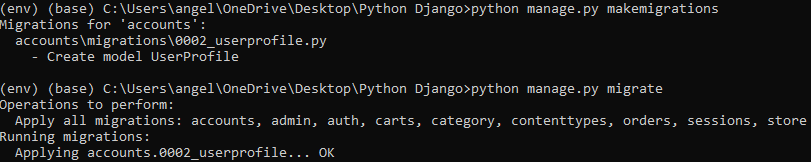 (env) (base) C:\Users\angel\OneDrive\Desktop\Python Django>python manage.py makemigrations
Migrations for 'accounts':
  accounts\migrations\0002_userprofile.py
    - Create model UserProfile

(env) (base) C:\Users\angel\OneDrive\Desktop\Python Django>python manage.py migrate
Operations to perform:
  Apply all migrations: accounts, admin, auth, carts, category, contenttypes, orders, sessions, store
Running migrations:
  Applying accounts.0002_userprofile... OK